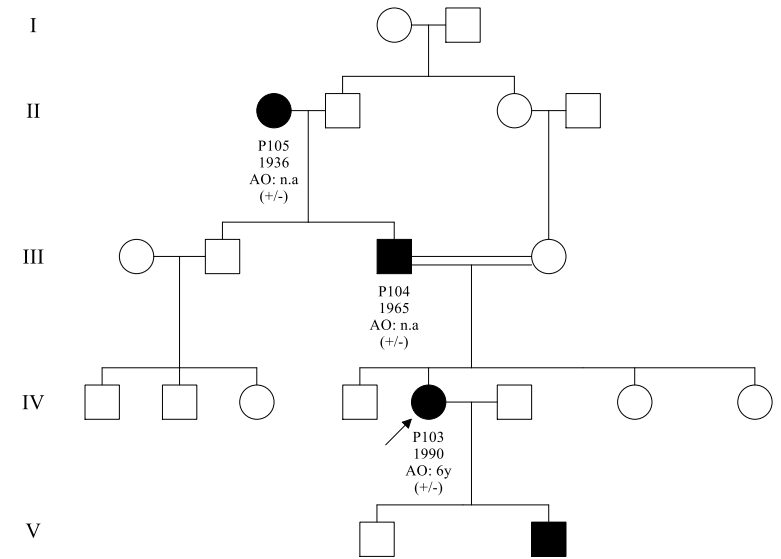 I
II
P105
1936
AO: n.a
(+/-)
III
P104
1965
AO: n.a
(+/-)
IV
P103
1990
AO: 6y
(+/-)
V